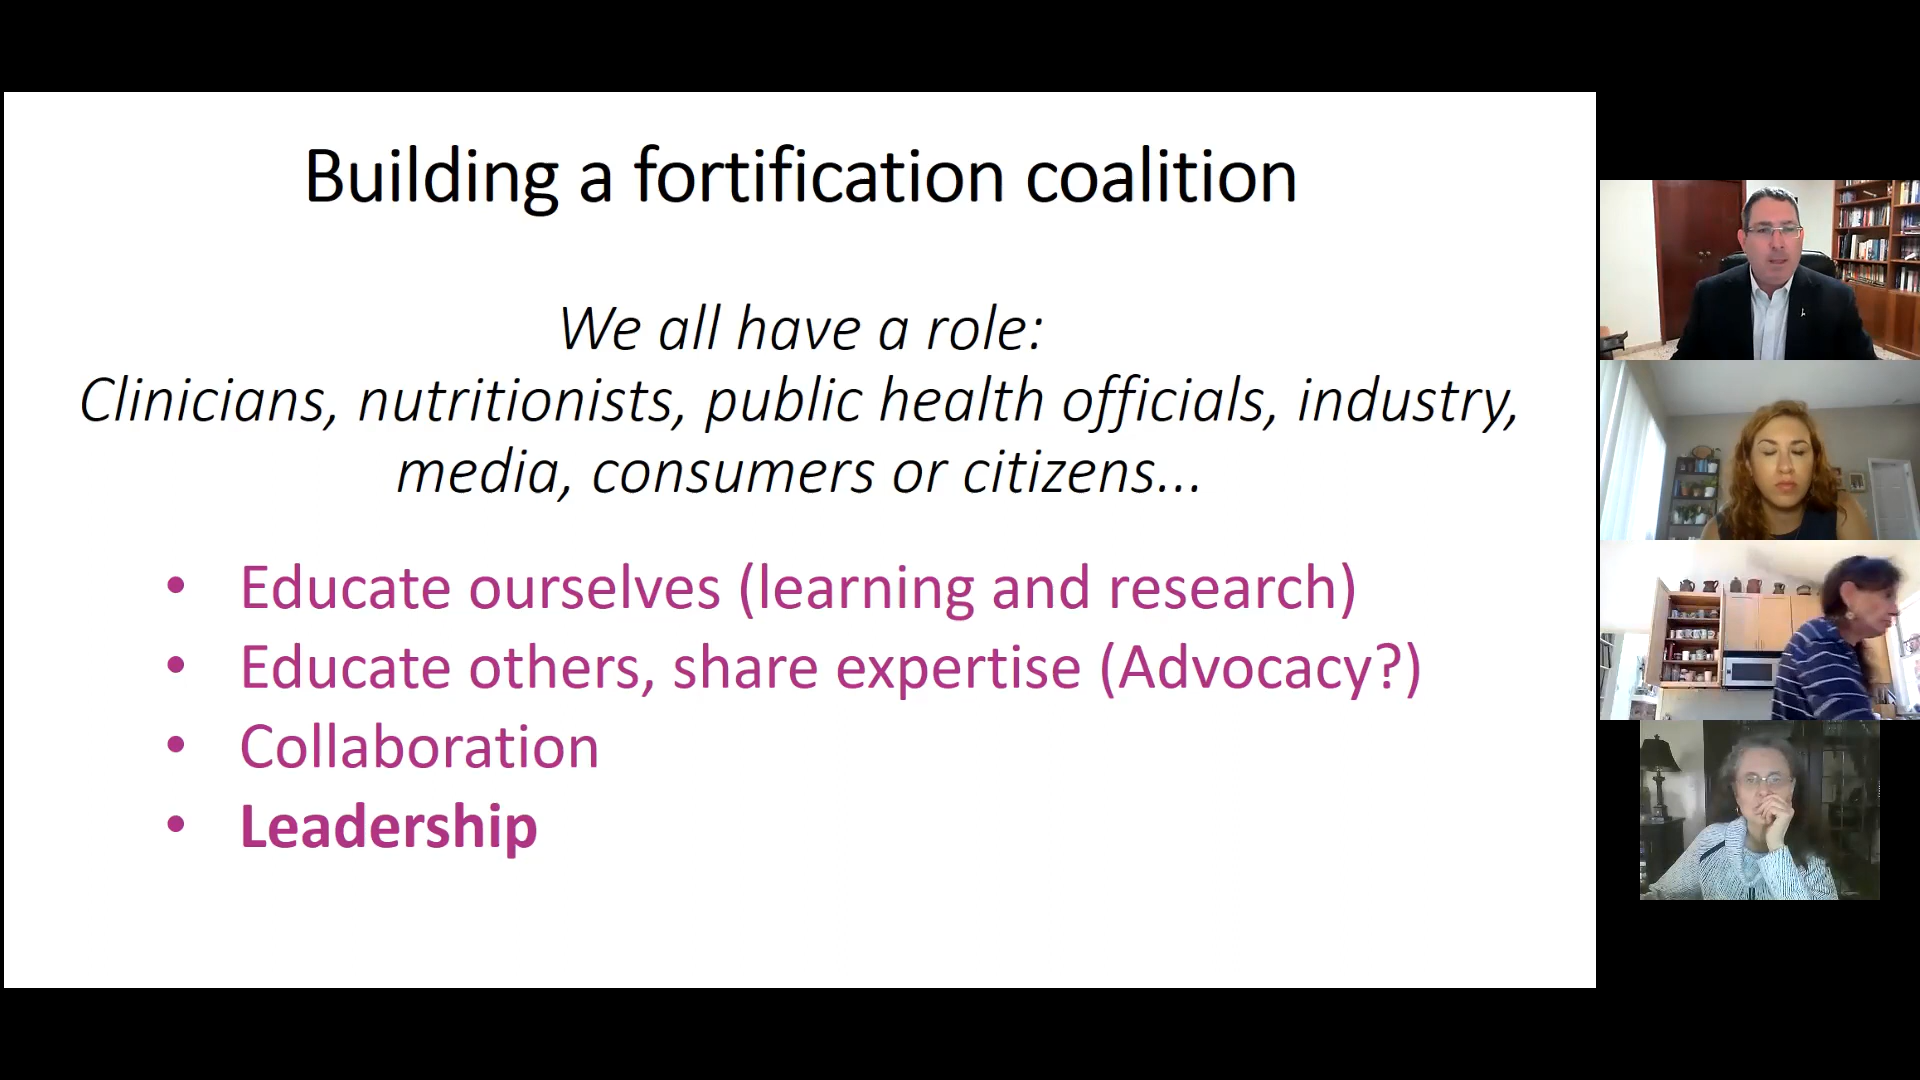 Building a fortification coalition
We all have a role:
Clinicians, nutritionists, public health officials, industry,
media, consumers or citizens...
• Educate ourselves (learning and research)
• Educate others, share expertise (Advocacy?)
• Collaboration
• Leadership